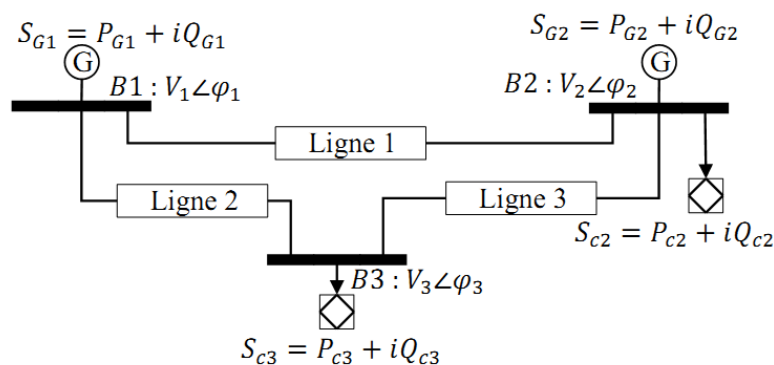 S_{G1} = P_{G1} + iQ_{G1}
S_{G2} = P_{G2} + iQ_{G2}
G
G
B1 : V_1∠φ_1
B2 : V_2∠φ_2
Ligne 1
Ligne 2
Ligne 3
S_{c2} = P_{c2} + iQ_{c2}
B3 : V_3∠φ_3
S_{c3} = P_{c3} + iQ_{c3}